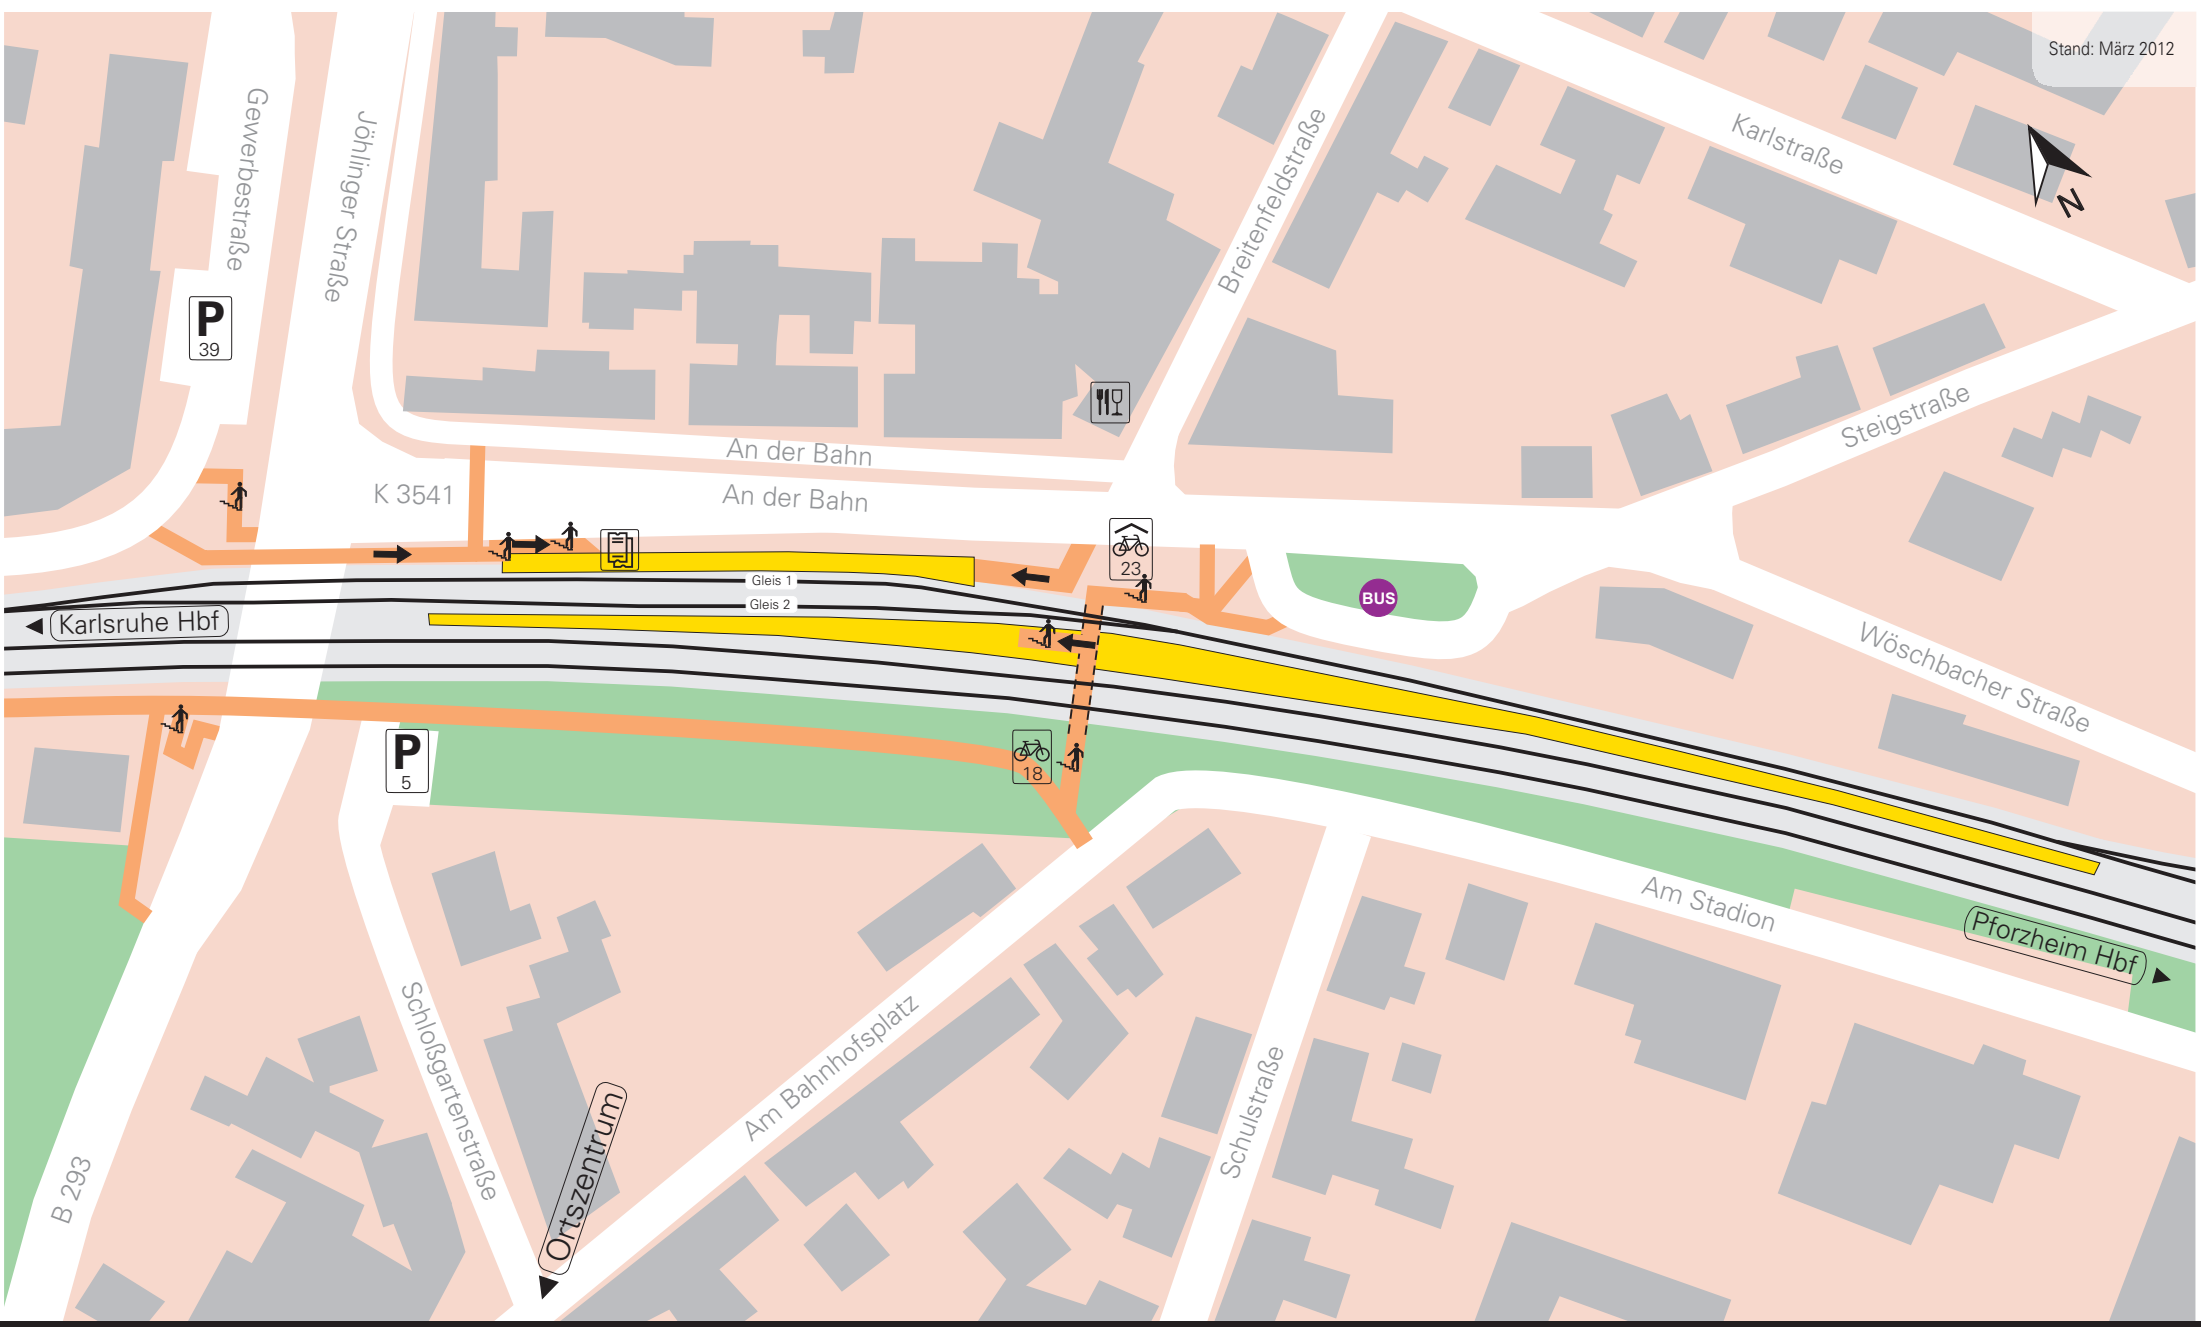 Stand: März 2012
Gewerbestraße
Jöhlinger Straße
Breitenfeldstraße
Karlstraße
N
P
39
Steigstraße
An der Bahn
K 3541
An der Bahn
23
Gleis 1
Gleis 2
BUS
Karlsruhe Hbf
Wöschbacher Straße
P
5
18
Am Stadion
Pforzheim Hbf
Schloßgartenstraße
Am Bahnhofsplatz
Schulstraße
Ortszentrum
B 293